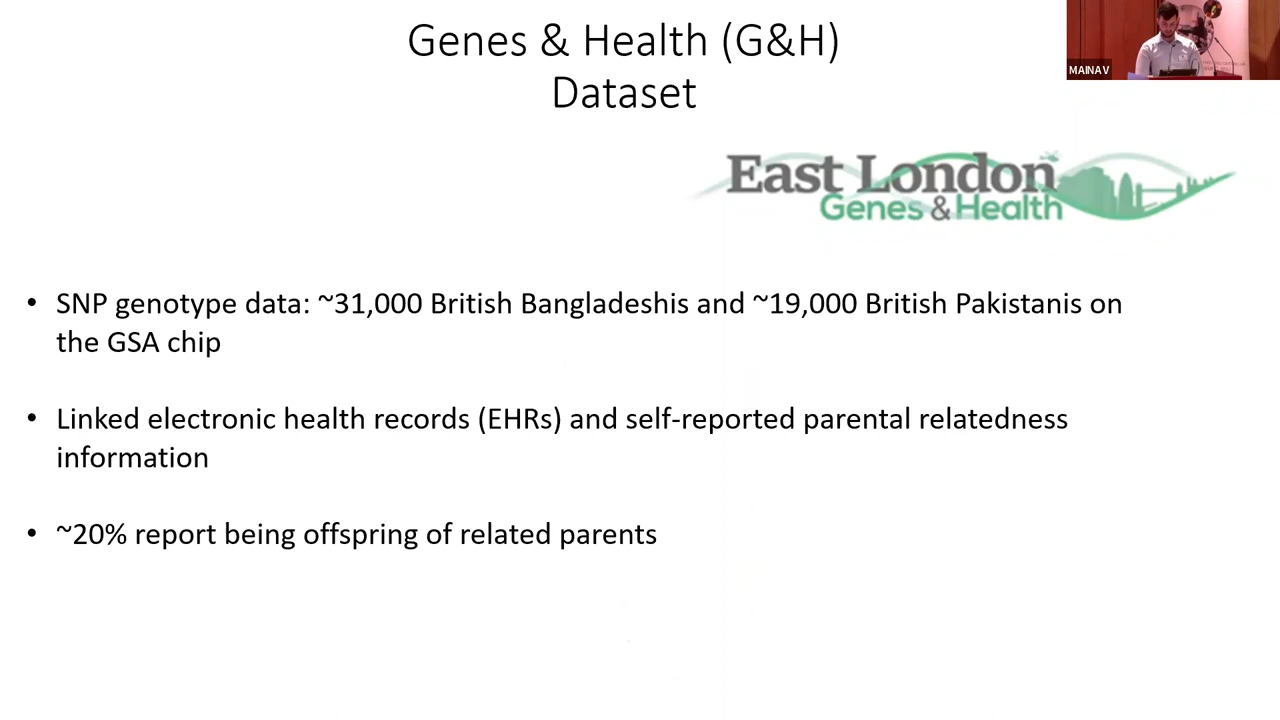 Genes & Health (G&H)
Dataset
MAIN AV
East London
Genes & Health
• SNP genotype data: ~31,000 British Bangladeshis and ~19,000 British Pakistanis on
the GSA chip
• Linked electronic health records (EHRs) and self-reported parental relatedness
information
• ~20% report being offspring of related parents